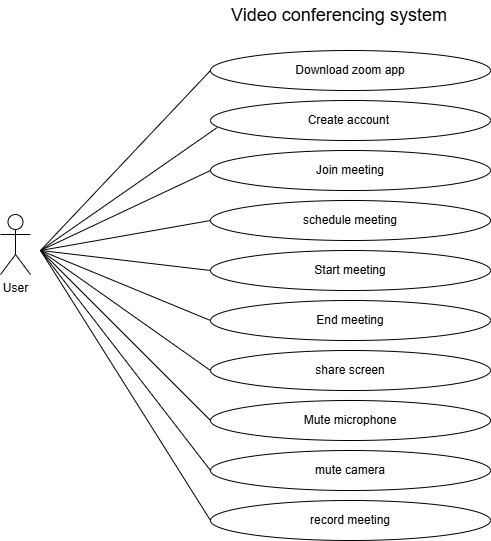 Video conferencing system
Download zoom app
Create account
Join meeting
schedule meeting
Start meeting
User
End meeting
share screen
Mute microphone
mute camera
record meeting